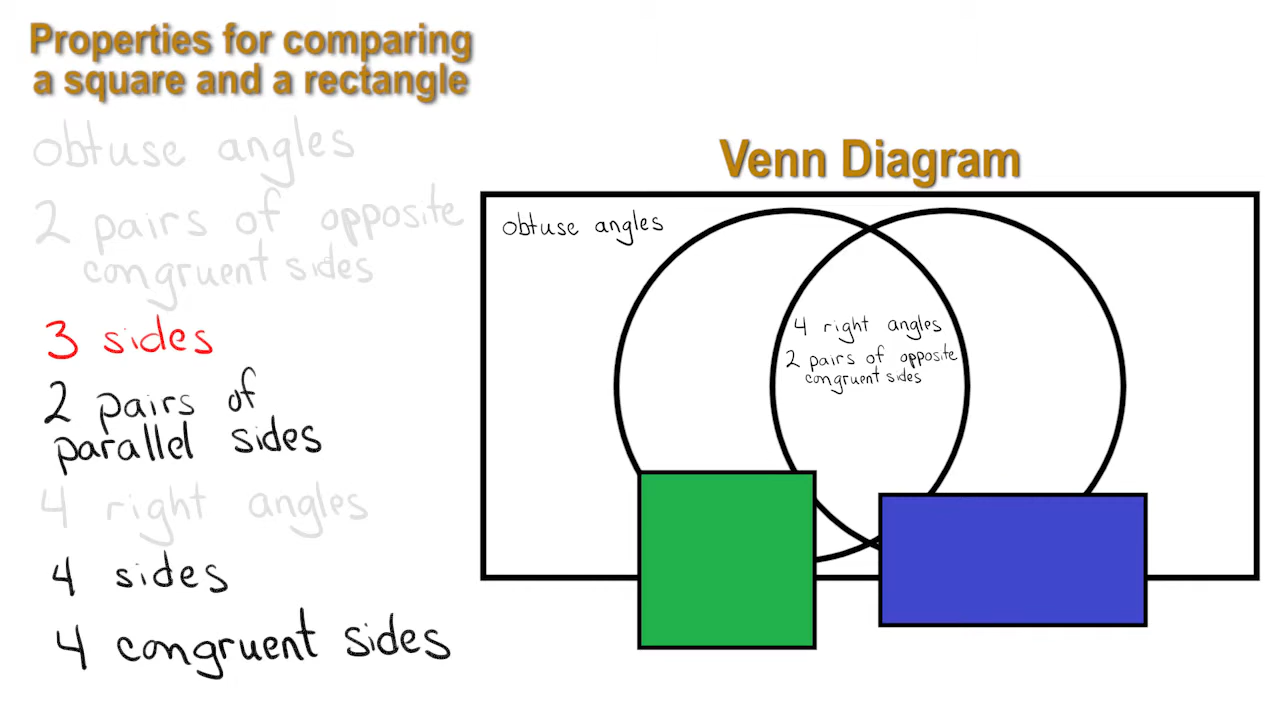 Properties for comparing
a square and a rectangle
obtuse angles
2 pairs of opposite
congruent sides
3 sides
2 pairs of
parallel sides
4 right angles
4 sides
4 congruent sides
Venn Diagram
obtuse angles
4 right angles
2 pairs of opposite
congruent sides